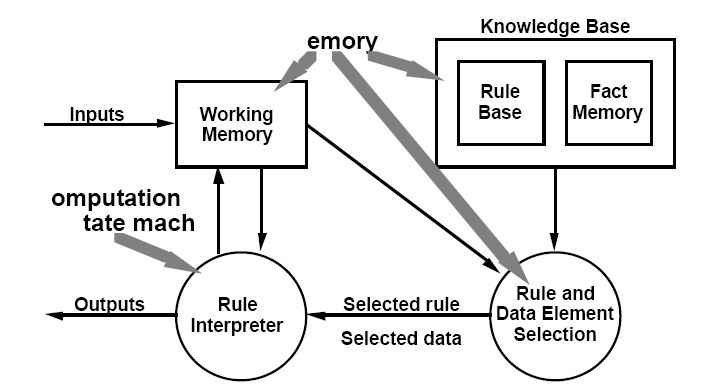 Knowledge Base
emory
Rule
Base
Fact
Memory
Inputs
Working
Memory
omputation
tate mach
Outputs
Rule
Interpreter
Selected rule
Selected data
Rule and
Data Element
Selection